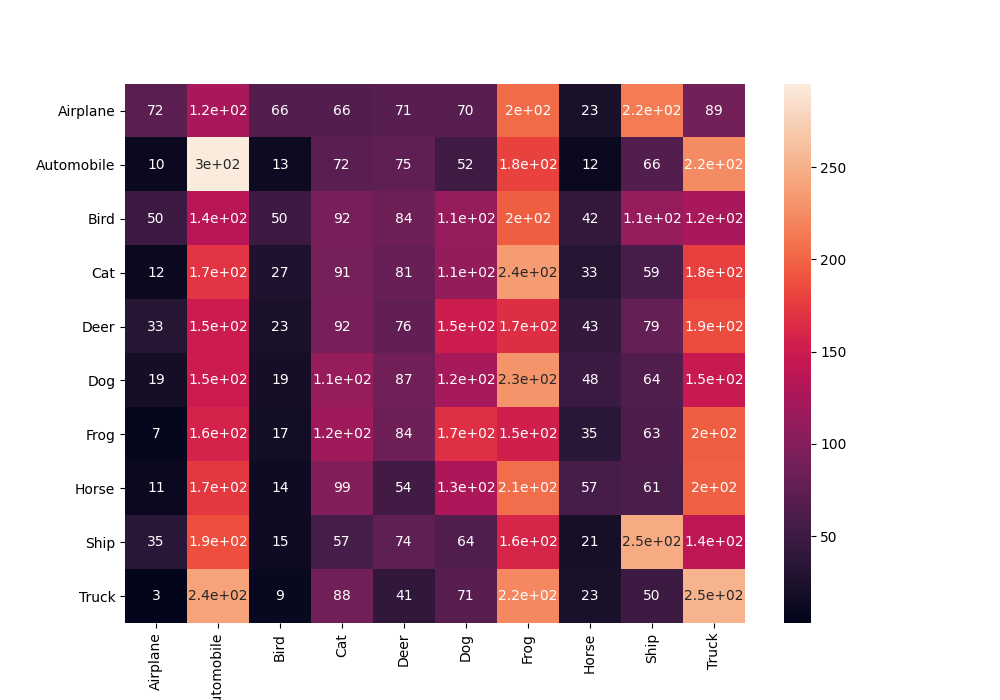 Airplane 72 1.2e+02 66 66 71 70 2e+02 23 2.2e+02 89
Automobile 10 3e+02 13 72 75 52 1.8e+02 12 66 2.2e+02 250
Bird 50 1.4e+02 50 92 84 1.1e+02 2e+02 42 1.1e+02 1.2e+02
Cat 12 1.7e+02 27 91 81 1.1e+02 2.4e+02 33 59 1.8e+02 200
Deer 33 1.5e+02 23 92 76 1.5e+02 1.7e+02 43 79 1.9e+02 150
Dog 19 1.5e+02 19 1.1e+02 87 1.2e+02 2.3e+02 48 64 1.5e+02
Frog 7 1.6e+02 17 1.2e+02 84 1.7e+02 1.5e+02 35 63 2e+02 100
Horse 11 1.7e+02 14 99 54 1.3e+02 2.1e+02 57 61 2e+02
Ship 35 1.9e+02 15 57 74 64 1.6e+02 21 2.5e+02 1.4e+02 50
Truck 3 2.4e+02 9 88 41 71 2.2e+02 23 50 2.5e+02
Airplane utomobile Bird Cat Deer Dog Frog Horse Ship Truck